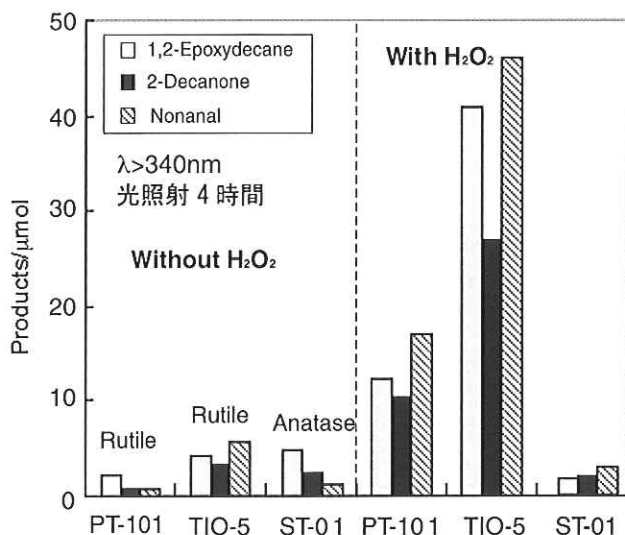 50
40
30
20
10
0
Products/μmol
1,2-Epoxydecane
2-Decanone
Nonanal
λ>340nm
光照射 4 時間
Without H₂O₂
With H₂O₂
Rutile
Rutile
Anatase
PT-101 TIO-5 ST-01 PT-101 TIO-5 ST-01